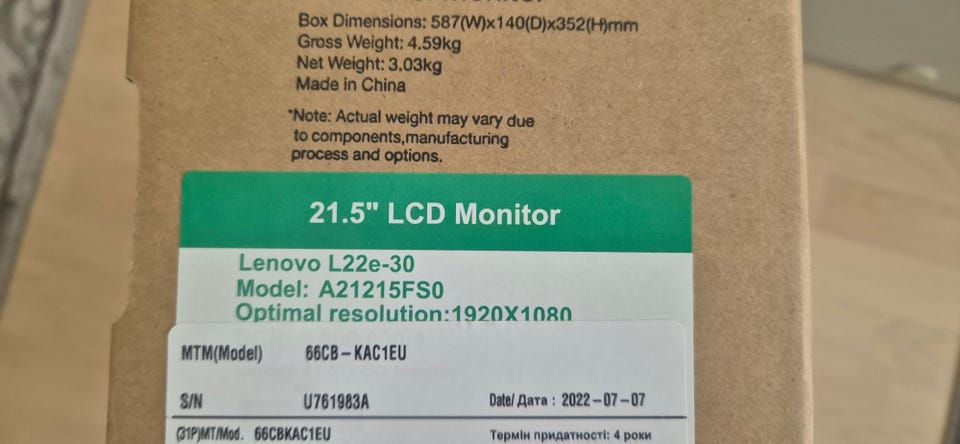 Box Dimensions: 587(W)x140(D)x352(H)mm
Gross Weight: 4.59kg
Net Weight: 3.03kg
Made in China
*Note: Actual weight may vary due
to components,manufacturing
process and options.
21.5" LCD Monitor
Lenovo L22e-30
Model: A21215FS0
Optimal resolution:1920X1080
MTM(Model) 66CB-KAC1EU
S/N U761983A Date/ Дата : 2022-07-07
(31P)MT/Mod. 66CBKAC1EU Термін придатності: 4 роки